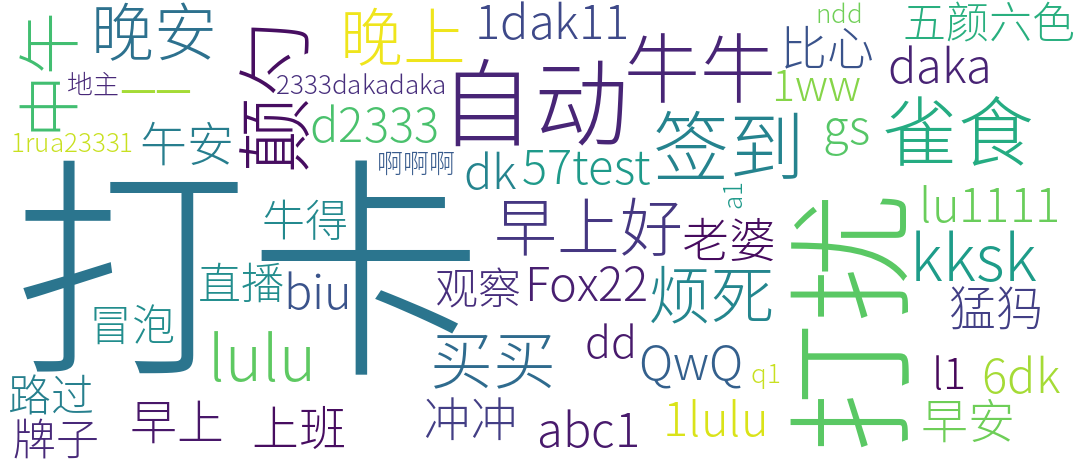 晚安
中午
地主
一一
颠勺
晚上
1dak11
2333dakadaka
1rua23331
午安
d2333
自动
牛牛
ndd
比心
1ww
五颜六色
daka
gs
雀食
签到
啊啊啊
dk
57test
a1
打卡
牛得
早上好
老婆
打扰
lu1111
kksk
直播
biu
观察
Fox22
烦死
猛犸
冒泡
lulu
买买
dd
QwQ
q1
l1
6dk
路过
牌子
早上
上班
冲冲
abc1
1lulu
早安